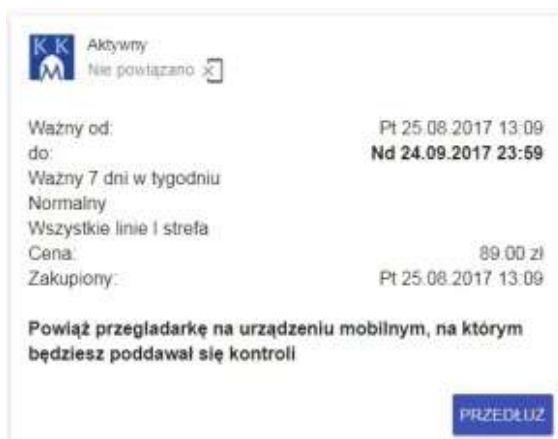 K K
M
Aktywny
Nie powiązano
Ważny od: Pt 25.08.2017 13:09
do: Nd 24.09.2017 23:59
Ważny 7 dni w tygodniu
Normalny
Wszystkie linie I strefa
Cena: 89.00 zł
Zakupiony: Pt 25.08.2017 13:09
Powiąż przegladarkę na urządzeniu mobilnym, na którym
będziesz poddawał się kontroli
PRZEDŁUŻ